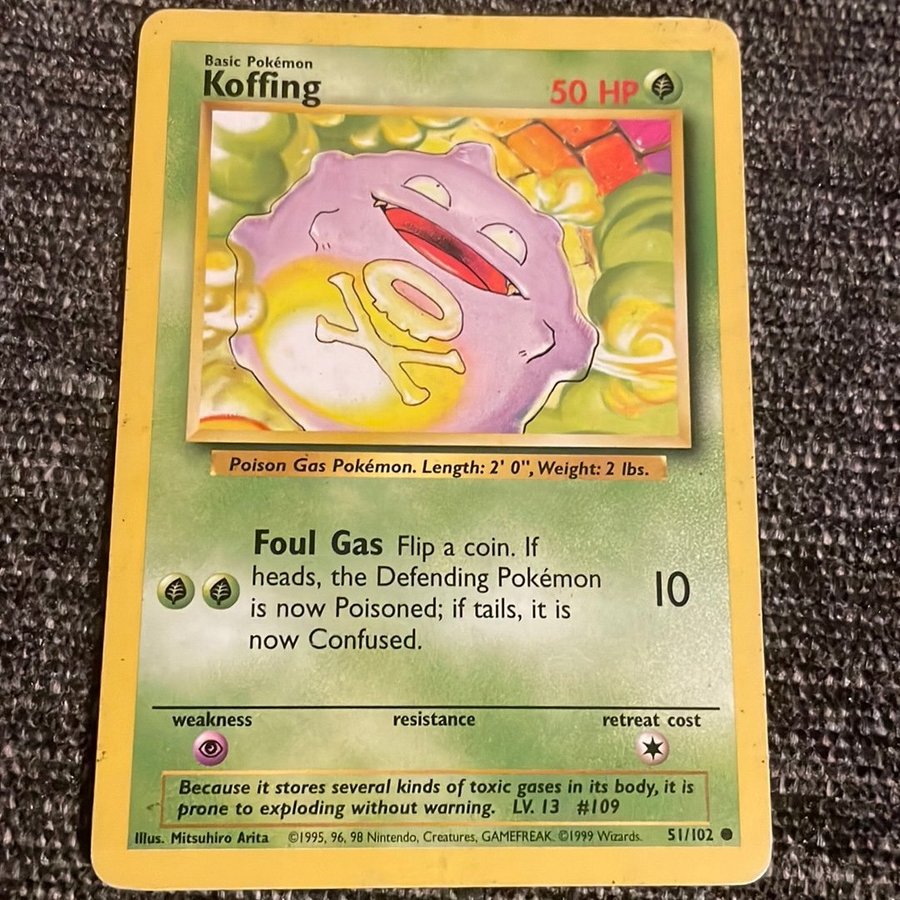 Basic Pokémon
Koffing
50 HP
Poison Gas Pokémon. Length: 2' 0", Weight: 2 lbs.
Foul Gas Flip a coin. If
heads, the Defending Pokémon
is now Poisoned; if tails, it is
now Confused.
10
weakness
resistance
retreat cost
Because it stores several kinds of toxic gases in its body, it is
prone to exploding without warning. LV. 13 #109
Illus. Mitsuhiro Arita ©1995, 96, 98 Nintendo, Creatures, GAMEFREAK. ©1999 Wizards. 51/102